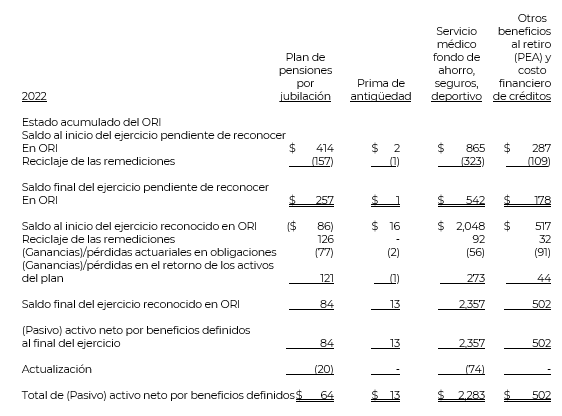 Otros
Servicio beneficios
médico al retiro
Plan de fondo de (PEA) y
pensiones ahorro, costo
por Prima de seguros, financiero
2022 jubilación antigüedad deportivo de créditos
Estado acumulado del ORI
Saldo al inicio del ejercicio pendiente de reconocer
En ORI $ 414 $ 2 $ 865 $ 287
Reciclaje de las remediciones (157) (1) (323) (109)
Saldo final del ejercicio pendiente de reconocer
En ORI $ 257 $ 1 $ 542 $ 178
Saldo al inicio del ejercicio reconocido en ORI ($ 86) $ 16 $ 2,048 $ 517
Reciclaje de las remediciones 126 - 92 32
(Ganancias)/pérdidas actuariales en obligaciones (77) (2) (56) (91)
(Ganancias)/pérdidas en el retorno de los activos
del plan 121 (1) 273 44
Saldo final del ejercicio reconocido en ORI 84 13 2,357 502
(Pasivo) activo neto por beneficios definidos
al final del ejercicio 84 13 2,357 502
Actualización (20) - (74) -
Total de (Pasivo) activo neto por beneficios definidos $ 64 $ 13 $ 2,283 $ 502